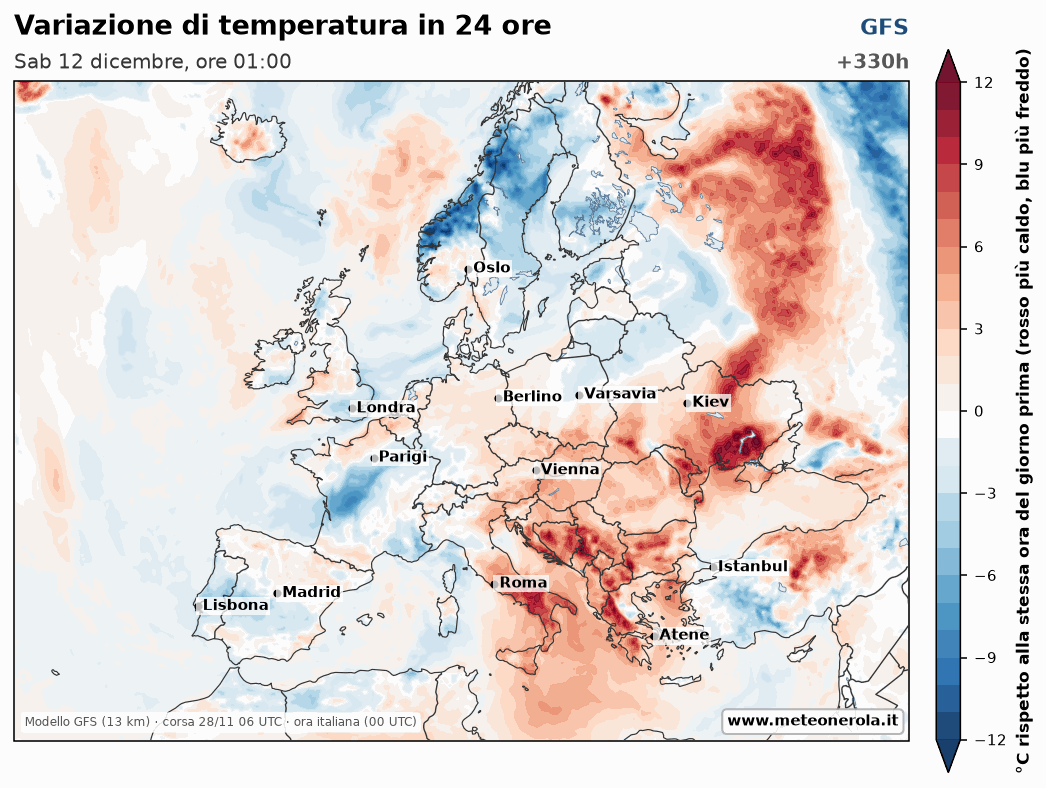 Variazione di temperatura in 24 ore
GFS
Sab 12 dicembre, ore 01:00
+330h
Oslo
Londra
Berlino
Varsavia
Kiev
Parigi
Vienna
Istanbul
Roma
Madrid
Lisbona
Atene
Modello GFS (13 km) · corsa 28/11 06 UTC · ora italiana (00 UTC)
www.meteonerola.it
12
9
6
3
0
−3
−6
−9
−12
°C rispetto alla stessa ora del giorno prima (rosso più caldo, blu più freddo)